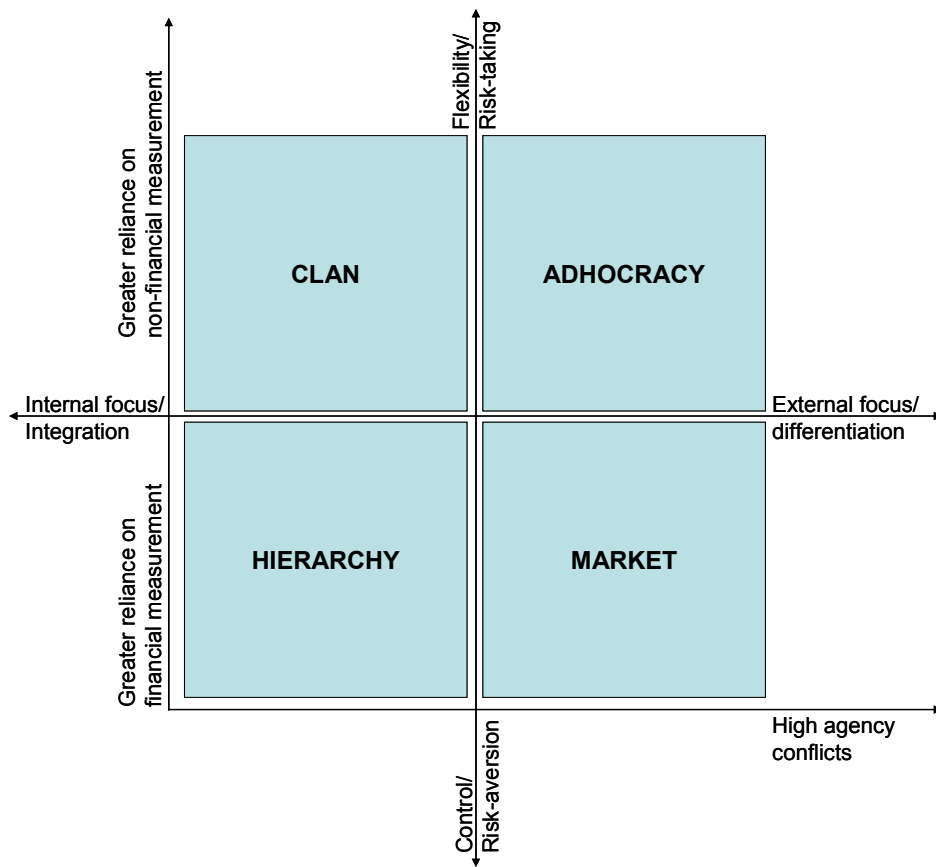 Flexibility/
Risk-taking
Greater reliance on
non-financial measurement
CLAN
ADHOCRACY
Internal focus/
Integration
External focus/
differentiation
Greater reliance on
financial measurement
HIERARCHY
MARKET
High agency
conflicts
Control/
Risk-aversion